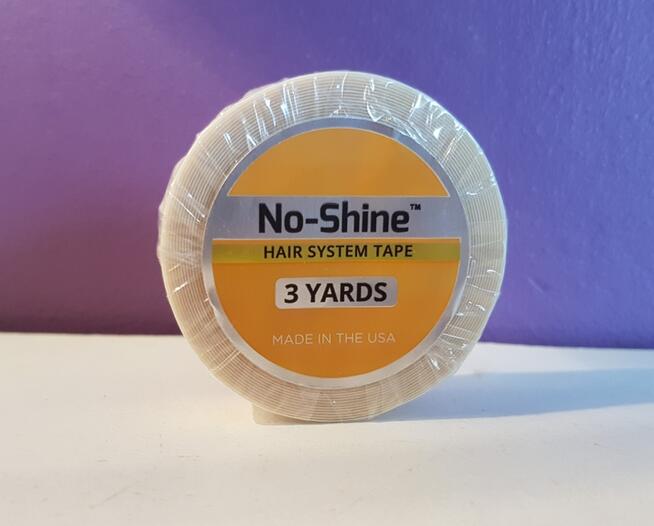 No-Shine™
HAIR SYSTEM TAPE
3 YARDS
MADE IN THE USA